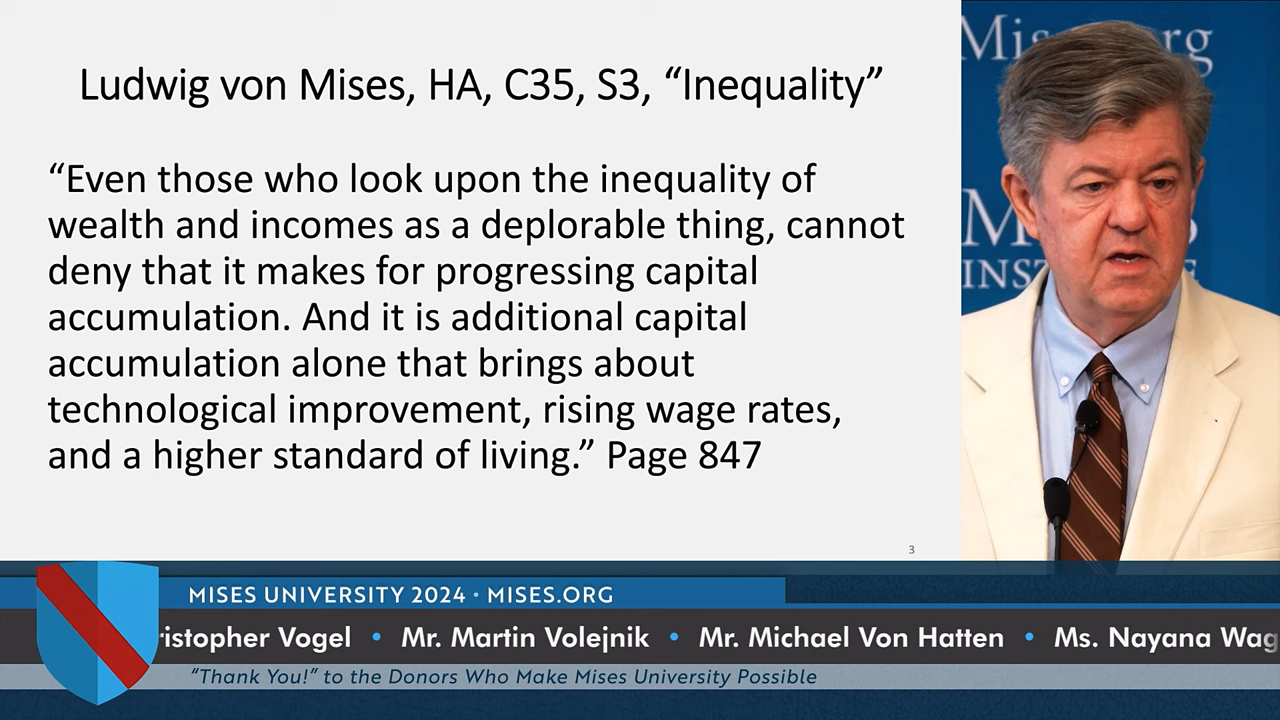 Ludwig von Mises, HA, C35, S3, “Inequality”
“Even those who look upon the inequality of
wealth and incomes as a deplorable thing, cannot
deny that it makes for progressing capital
accumulation. And it is additional capital
accumulation alone that brings about
technological improvement, rising wage rates,
and a higher standard of living.” Page 847
3
MISES UNIVERSITY 2024 • MISES.ORG
ristopher Vogel • Mr. Martin Volejnik • Mr. Michael Von Hatten • Ms. Nayana Wag
“Thank You!” to the Donors Who Make Mises University Possible